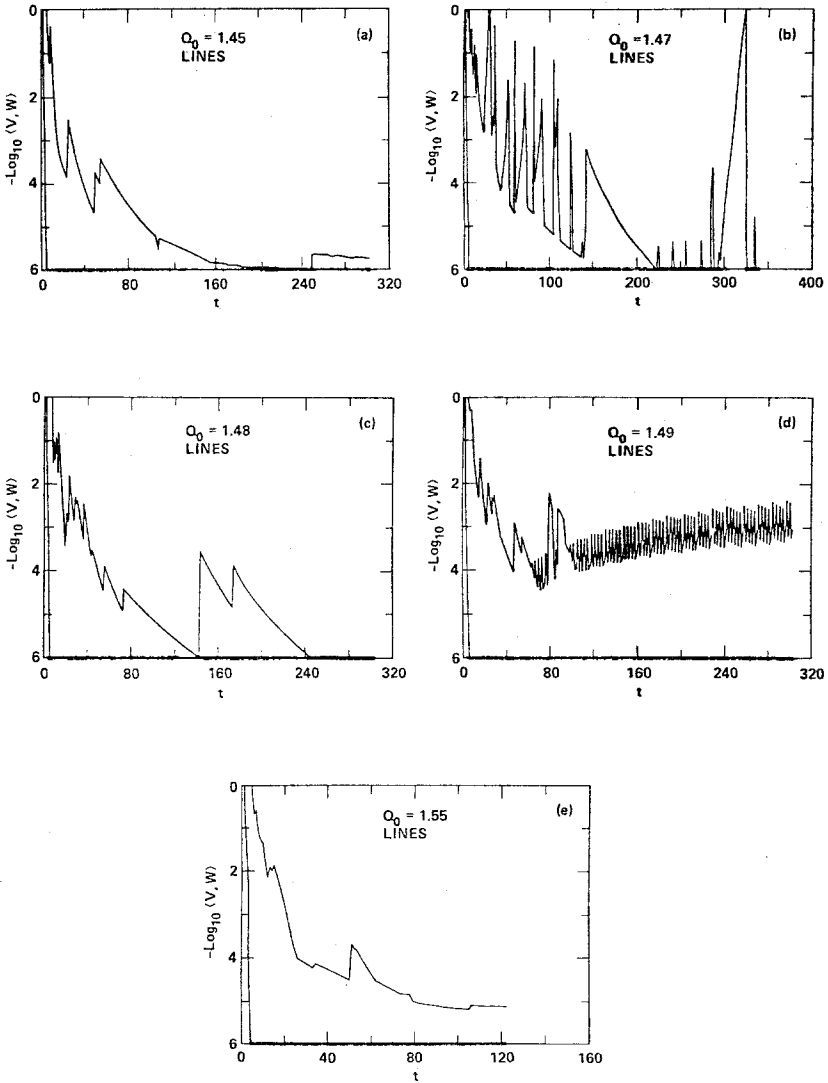 0
2
4
6
-Log10 ⟨V, W⟩
Q0 = 1.45
LINES
(a)
0 80 160 240 320
t
0
2
4
6
-Log10 ⟨V, W⟩
Q0 = 1.47
LINES
(b)
0 100 200 300 400
t
0
2
4
6
-Log10 ⟨V, W⟩
Q0 = 1.48
LINES
(c)
0 80 160 240 320
t
0
2
4
6
-Log10 ⟨V, W⟩
Q0 = 1.49
LINES
(d)
0 80 160 240 320
t
0
2
4
6
-Log10 ⟨V, W⟩
Q0 = 1.55
LINES
(e)
0 40 80 120 160
t